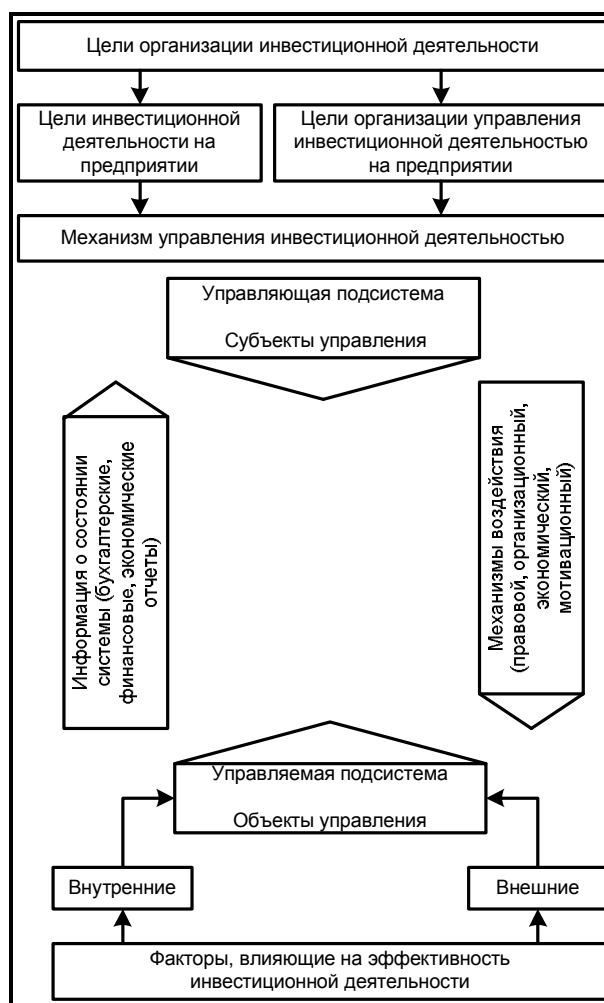 Цели организации инвестиционной деятельности
Цели инвестиционной
деятельности на
предприятии
Цели организации управления
инвестиционной деятельностью
на предприятии
Механизм управления инвестиционной деятельностью
Управляющая подсистема
Субъекты управления
Информация о состоянии
системы (бухгалтерские,
финансовые, экономические
отчеты)
Механизмы воздействия
(правовой, организационный,
экономический,
мотивационный)
Управляемая подсистема
Объекты управления
Внутренние
Внешние
Факторы, влияющие на эффективность
инвестиционной деятельности